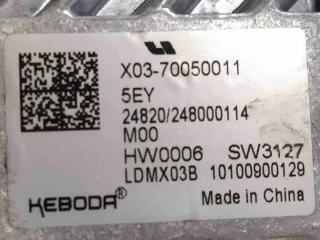 X03-70050011
5EY
24820/248000114
M00
HW0006 SW3127
LDMX03B 10100900129
KEBODA® Made in China